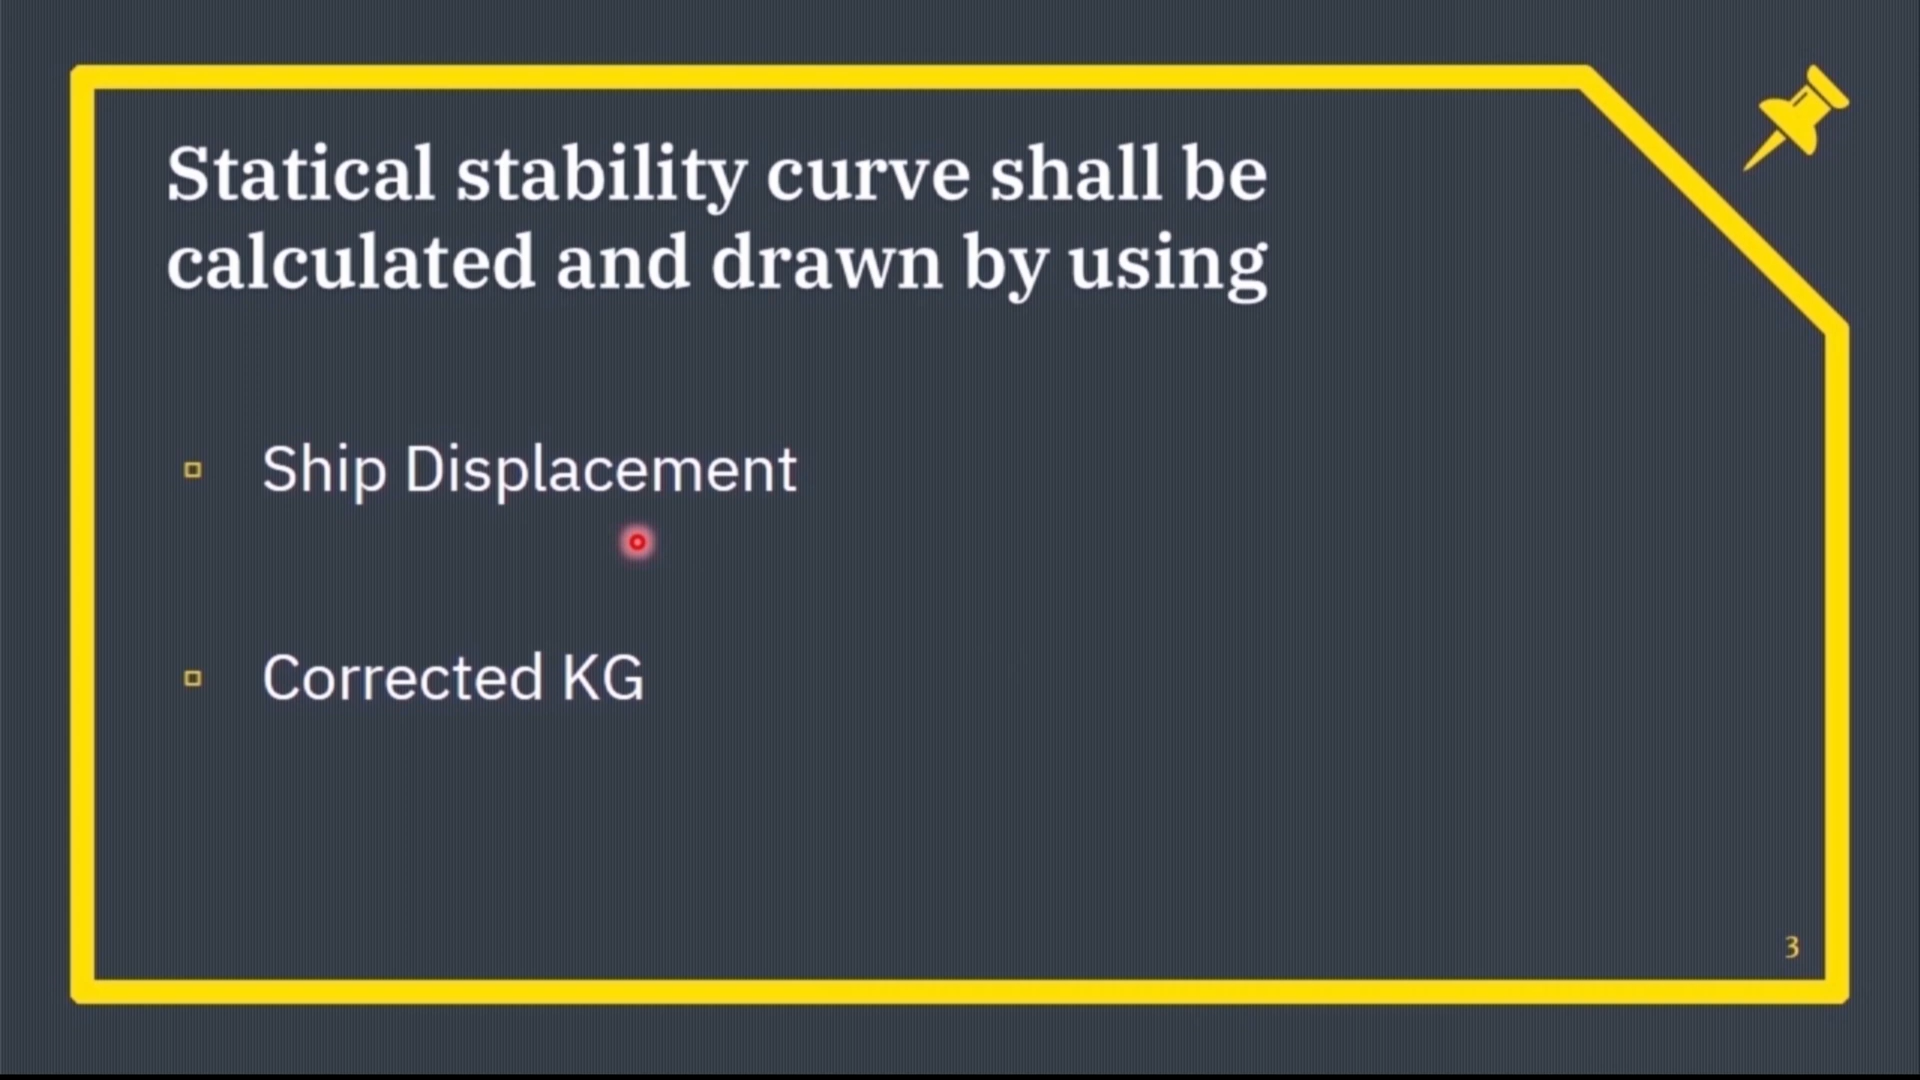 Statical stability curve shall be
calculated and drawn by using
Ship Displacement
Corrected KG
3